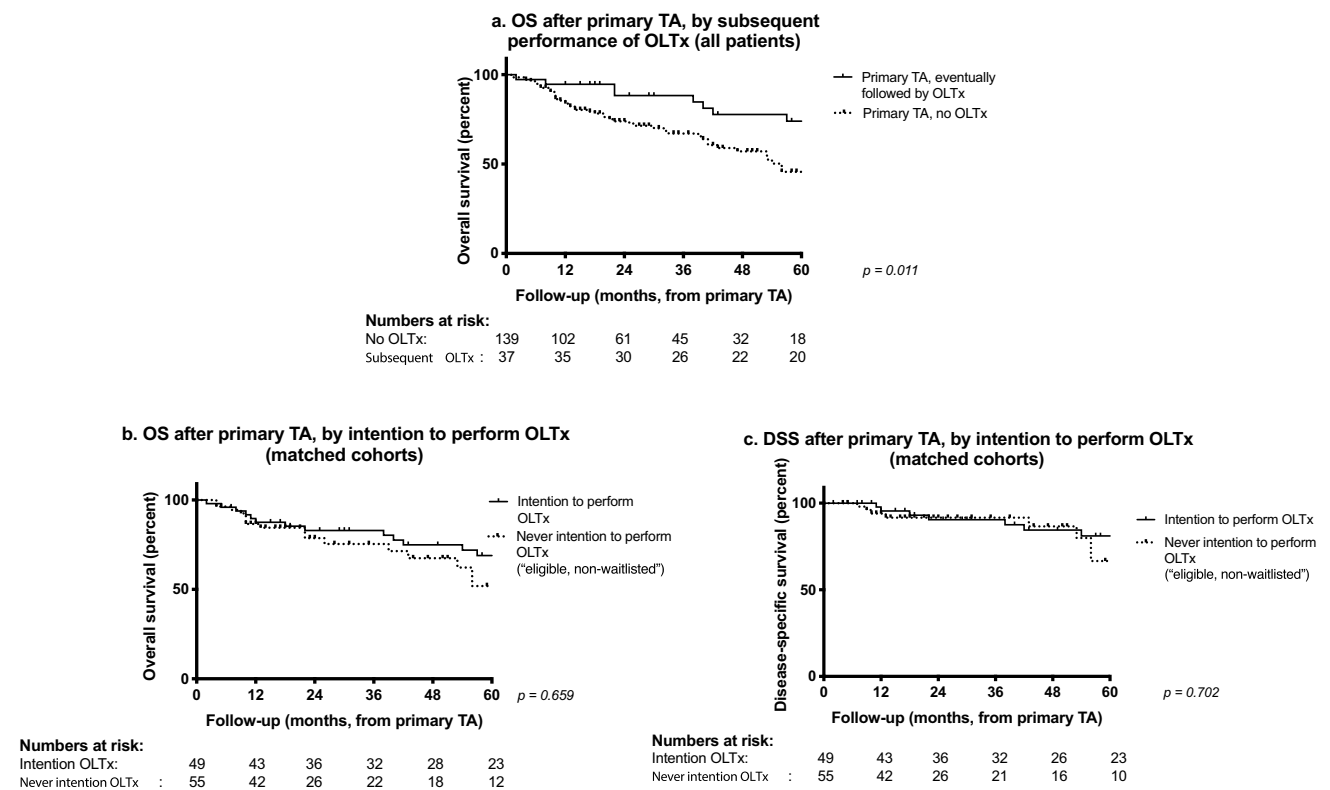 a. OS after primary TA, by subsequent
performance of OLTx (all patients)
Overall survival (percent)
100
50
0
0 12 24 36 48 60
Follow-up (months, from primary TA)
Primary TA, eventually
followed by OLTx
Primary TA, no OLTx
p = 0.011
Numbers at risk:
No OLTx: 139 102 61 45 32 18
Subsequent OLTx : 37 35 30 26 22 20
b. OS after primary TA, by intention to perform OLTx
(matched cohorts)
Overall survival (percent)
100
50
0
0 12 24 36 48 60
Follow-up (months, from primary TA)
Intention to perform
OLTx
Never intention to perform
OLTx
(“eligible, non-waitlisted”)
p = 0.659
Numbers at risk:
Intention OLTx: 49 43 36 32 28 23
Never intention OLTx : 55 42 26 22 18 12
c. DSS after primary TA, by intention to perform OLTx
(matched cohorts)
Disease-specific survival (percent)
100
50
0
0 12 24 36 48 60
Follow-up (months, from primary TA)
Intention to perform OLTx
Never intention to perform
OLTx
(“eligible, non-waitlisted”)
p = 0.702
Numbers at risk:
Intention OLTx: 49 43 36 32 26 23
Never intention OLTx : 55 42 26 21 16 10